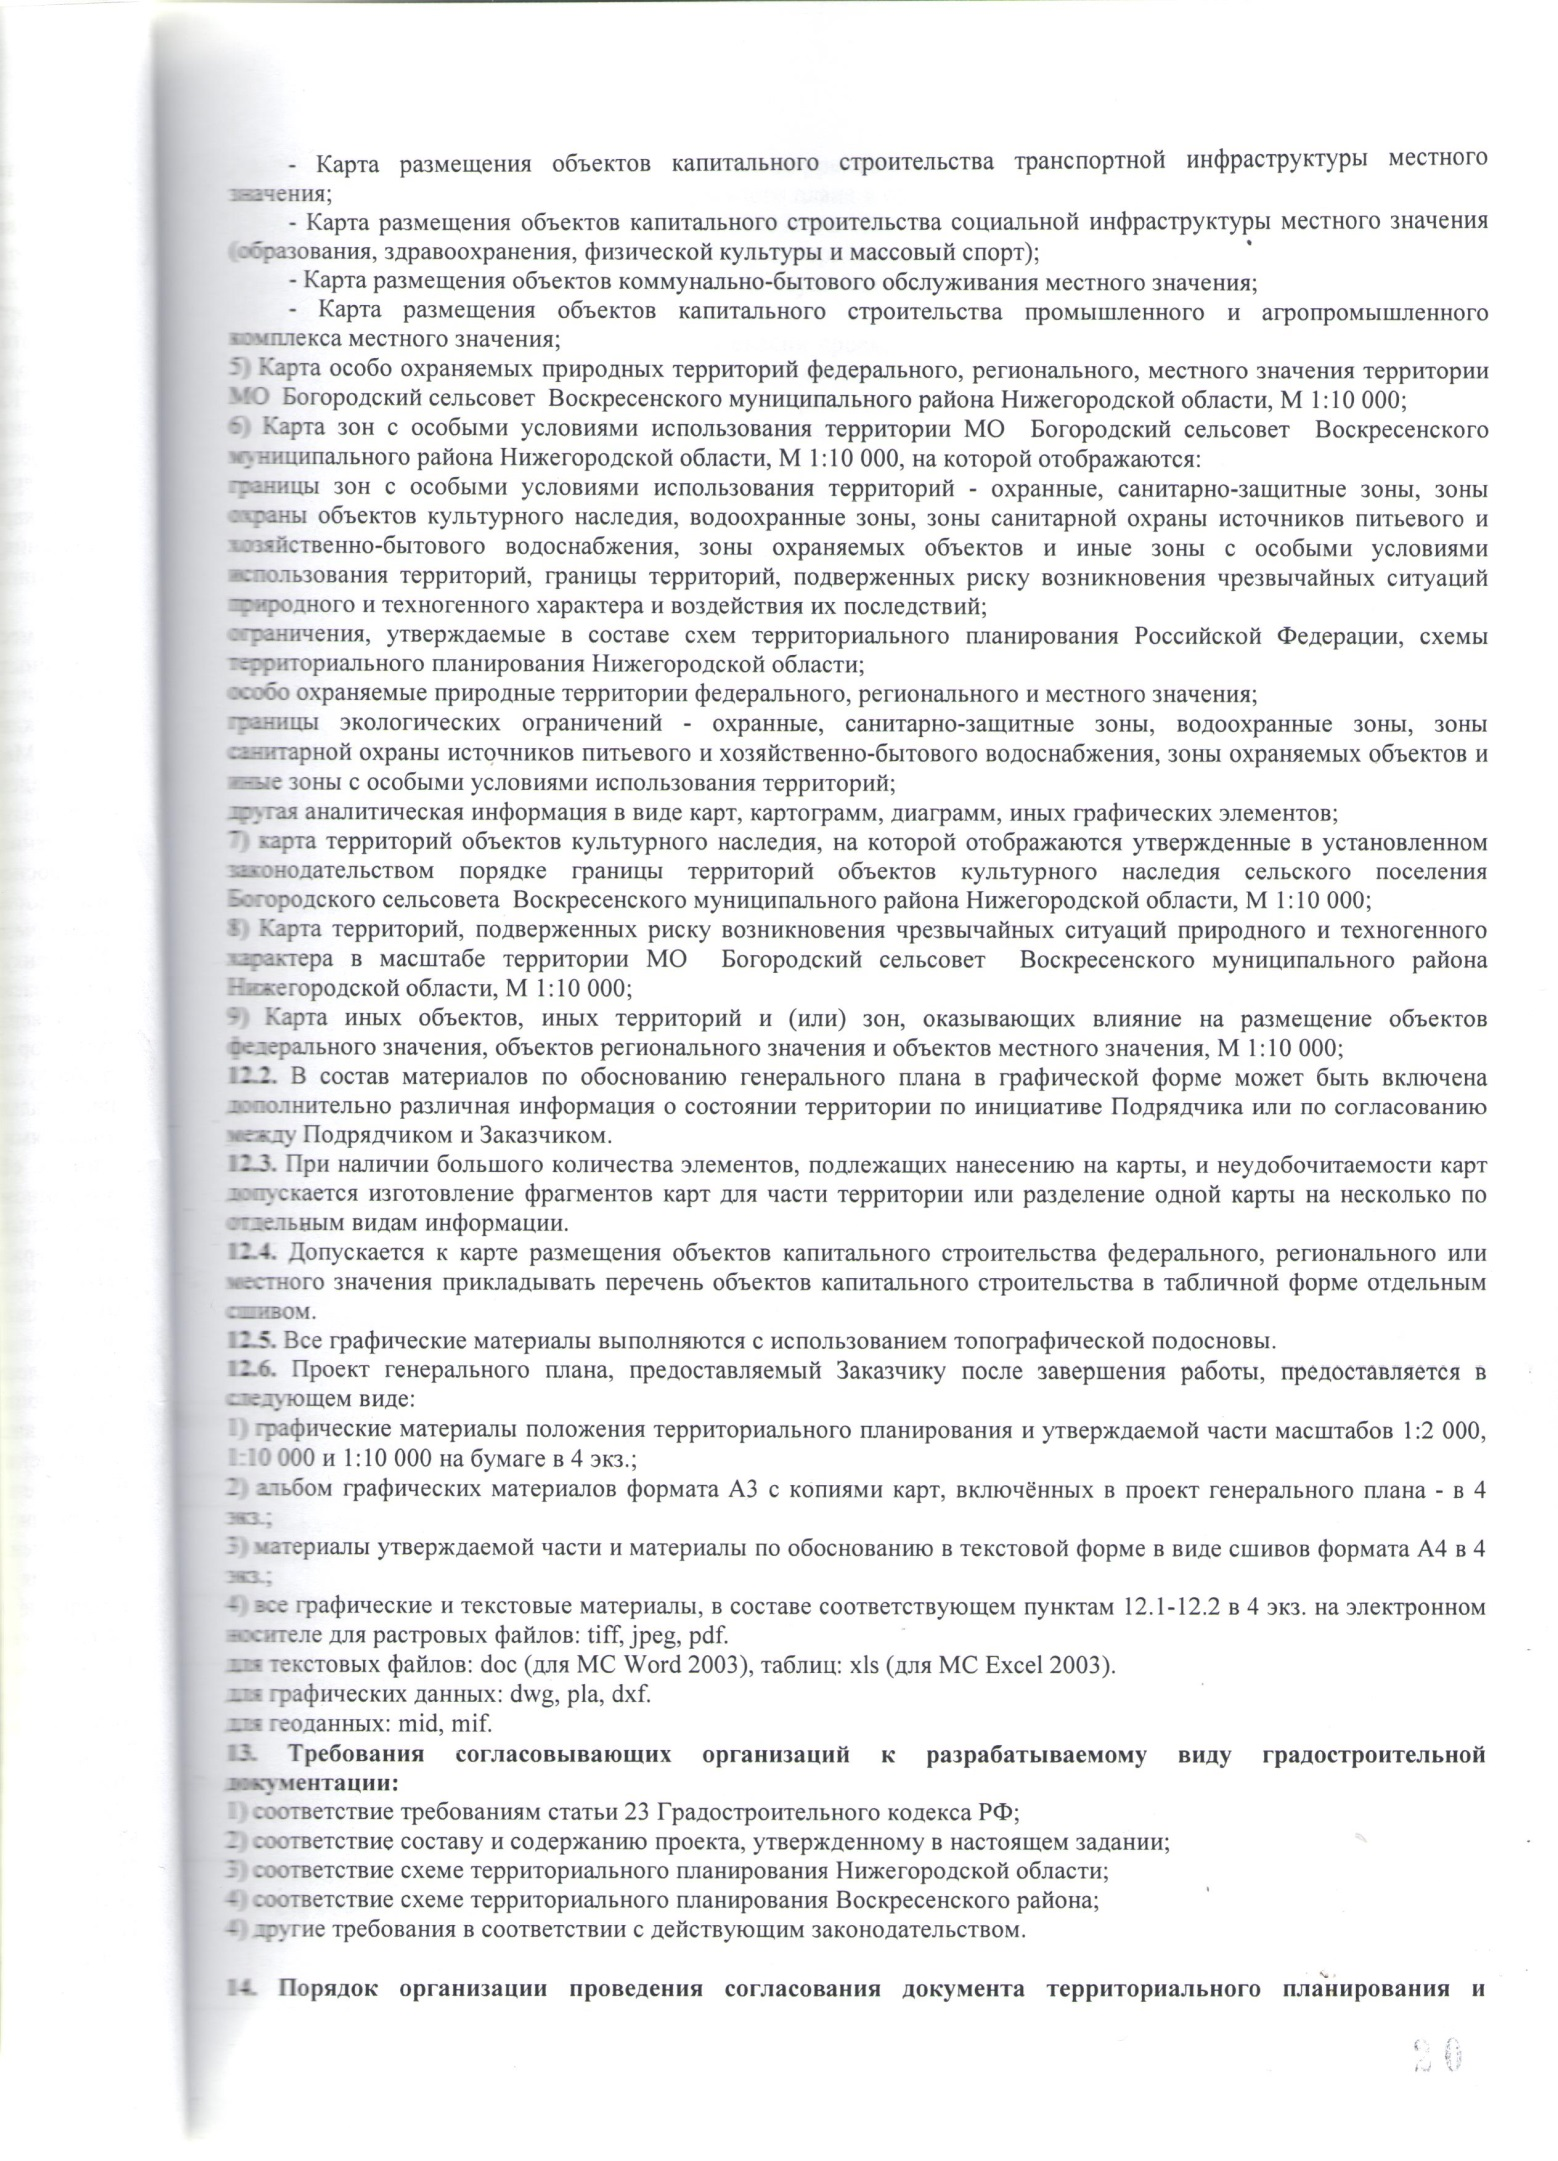 - Карта размещения объектов капитального строительства транспортной инфраструктуры местного
значения;
- Карта размещения объектов капитального строительства социальной инфраструктуры местного значения
(образования, здравоохранения, физической культуры и массовый спорт);
- Карта размещения объектов коммунально-бытового обслуживания местного значения;
- Карта размещения объектов капитального строительства промышленного и агропромышленного
комплекса местного значения;
5) Карта особо охраняемых природных территорий федерального, регионального, местного значения территории
МО Богородский сельсовет Воскресенского муниципального района Нижегородской области, М 1:10 000;
6) Карта зон с особыми условиями использования территории МО Богородский сельсовет Воскресенского
муниципального района Нижегородской области, М 1:10 000, на которой отображаются:
границы зон с особыми условиями использования территорий - охранные, санитарно-защитные зоны, зоны
охраны объектов культурного наследия, водоохранные зоны, зоны санитарной охраны источников питьевого и
хозяйственно-бытового водоснабжения, зоны охраняемых объектов и иные зоны с особыми условиями
использования территорий, границы территорий, подверженных риску возникновения чрезвычайных ситуаций
природного и техногенного характера и воздействия их последствий;
ограничения, утверждаемые в составе схем территориального планирования Российской Федерации, схемы
территориального планирования Нижегородской области;
особо охраняемые природные территории федерального, регионального и местного значения;
границы экологических ограничений - охранные, санитарно-защитные зоны, водоохранные зоны, зоны
санитарной охраны источников питьевого и хозяйственно-бытового водоснабжения, зоны охраняемых объектов и
иные зоны с особыми условиями использования территорий;
другая аналитическая информация в виде карт, картограмм, диаграмм, иных графических элементов;
7) карта территорий объектов культурного наследия, на которой отображаются утвержденные в установленном
законодательством порядке границы территорий объектов культурного наследия сельского поселения
Богородского сельсовета Воскресенского муниципального района Нижегородской области, М 1:10 000;
8) Карта территорий, подверженных риску возникновения чрезвычайных ситуаций природного и техногенного
характера в масштабе территории МО Богородский сельсовет Воскресенского муниципального района
Нижегородской области, М 1:10 000;
9) Карта иных объектов, иных территорий и (или) зон, оказывающих влияние на размещение объектов
федерального значения, объектов регионального значения и объектов местного значения, М 1:10 000;
12.2. В состав материалов по обоснованию генерального плана в графической форме может быть включена
дополнительно различная информация о состоянии территории по инициативе Подрядчика или по согласованию
между Подрядчиком и Заказчиком.
12.3. При наличии большого количества элементов, подлежащих нанесению на карты, и неудобочитаемости карт
допускается изготовление фрагментов карт для части территории или разделение одной карты на несколько по
отдельным видам информации.
12.4. Допускается к карте размещения объектов капитального строительства федерального, регионального или
местного значения прикладывать перечень объектов капитального строительства в табличной форме отдельным
сшивом.
12.5. Все графические материалы выполняются с использованием топографической подосновы.
12.6. Проект генерального плана, предоставляемый Заказчику после завершения работы, предоставляется в
следующем виде:
1) графические материалы положения территориального планирования и утверждаемой части масштабов 1:2 000,
1:10 000 и 1:10 000 на бумаге в 4 экз.;
2) альбом графических материалов формата А3 с копиями карт, включённых в проект генерального плана - в 4
экз.;
3) материалы утверждаемой части и материалы по обоснованию в текстовой форме в виде сшивов формата А4 в 4
экз.;
4) все графические и текстовые материалы, в составе соответствующем пунктам 12.1-12.2 в 4 экз. на электронном
носителе для растровых файлов: tiff, jpeg, pdf.
для текстовых файлов: doc (для МС Word 2003), таблиц: xls (для МС Excel 2003).
для графических данных: dwg, pla, dxf.
для геоданных: mid, mif.
13. Требования согласовывающих организаций к разрабатываемому виду градостроительной
документации:
1) соответствие требованиям статьи 23 Градостроительного кодекса РФ;
2) соответствие составу и содержанию проекта, утвержденному в настоящем задании;
3) соответствие схеме территориального планирования Нижегородской области;
4) соответствие схеме территориального планирования Воскресенского района;
4) другие требования в соответствии с действующим законодательством.
14. Порядок организации проведения согласования документа территориального планирования и
20